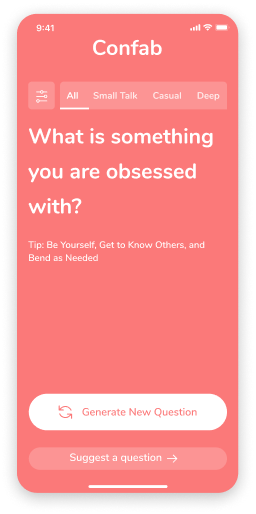 9:41
Confab
All Small Talk Casual Deep
What is something
you are obsessed
with?
Tip: Be Yourself, Get to Know Others, and
Bend as Needed
Generate New Question
Suggest a question →